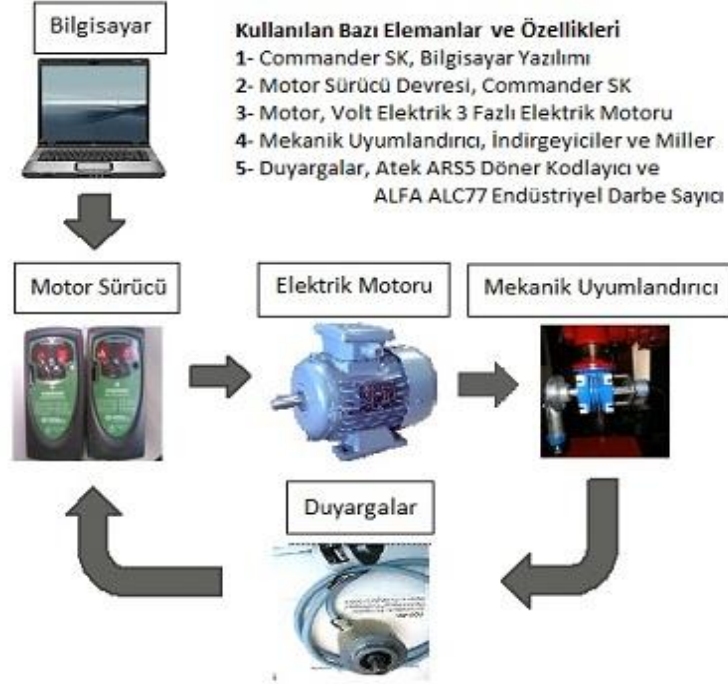 Bilgisayar
Kullanılan Bazı Elemanlar ve Özellikleri
1- Commander SK, Bilgisayar Yazılımı
2- Motor Sürücü Devresi, Commander SK
3- Motor, Volt Elektrik 3 Fazlı Elektrik Motoru
4- Mekanik Uyumlandırıcı, İndirgeyiciler ve Miller
5- Duyargalar, Atek ARS5 Döner Kodlayıcı ve
ALFA ALC77 Endüstriyel Darbe Sayıcı
Motor Sürücü
Elektrik Motoru
Mekanik Uyumlandırıcı
Duyargalar